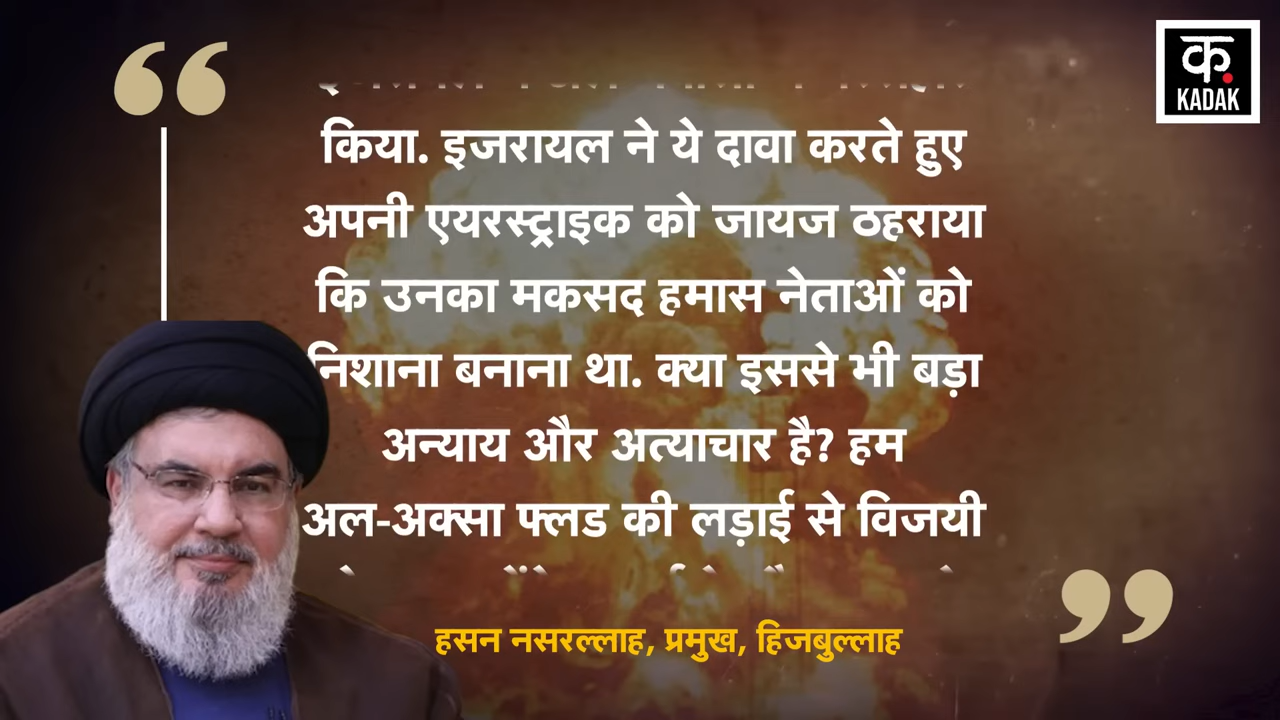 क.
KADAK
किया. इजरायल ने ये दावा करते हुए
अपनी एयरस्ट्राइक को जायज ठहराया
कि उनका मकसद हमास नेताओं को
निशाना बनाना था. क्या इससे भी बड़ा
अन्याय और अत्याचार है? हम
अल-अक्सा फ्लड की लड़ाई से विजयी
हसन नसरल्लाह, प्रमुख, हिजबुल्लाह